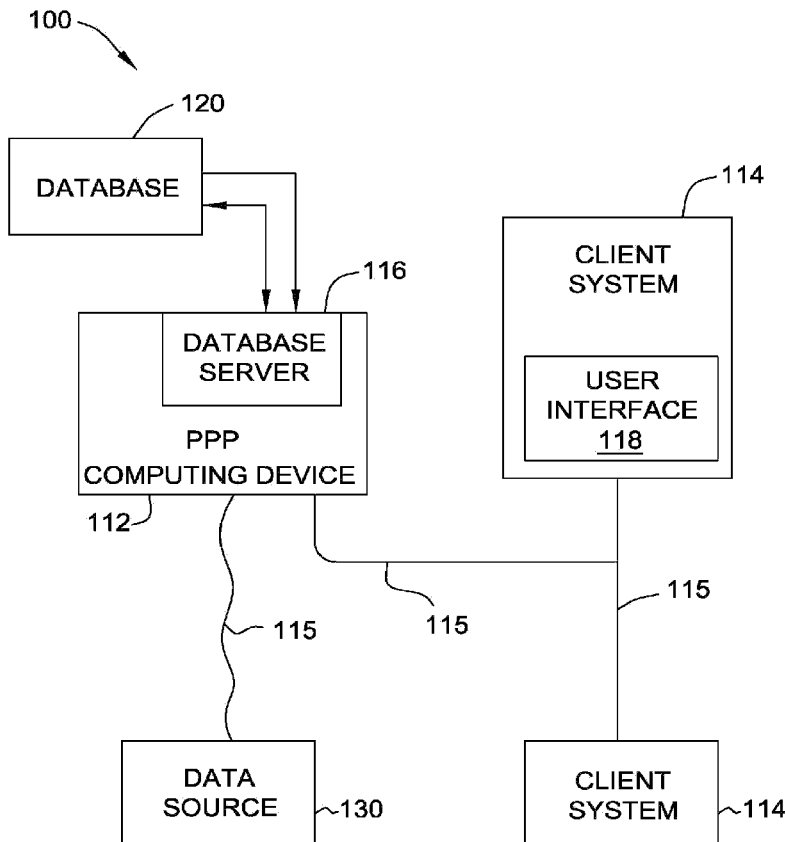 100
120
DATABASE
114
CLIENT
SYSTEM
116
DATABASE
SERVER
USER
INTERFACE
118
PPP
COMPUTING DEVICE
112
115
115
115
DATA
SOURCE
130
CLIENT
SYSTEM
114